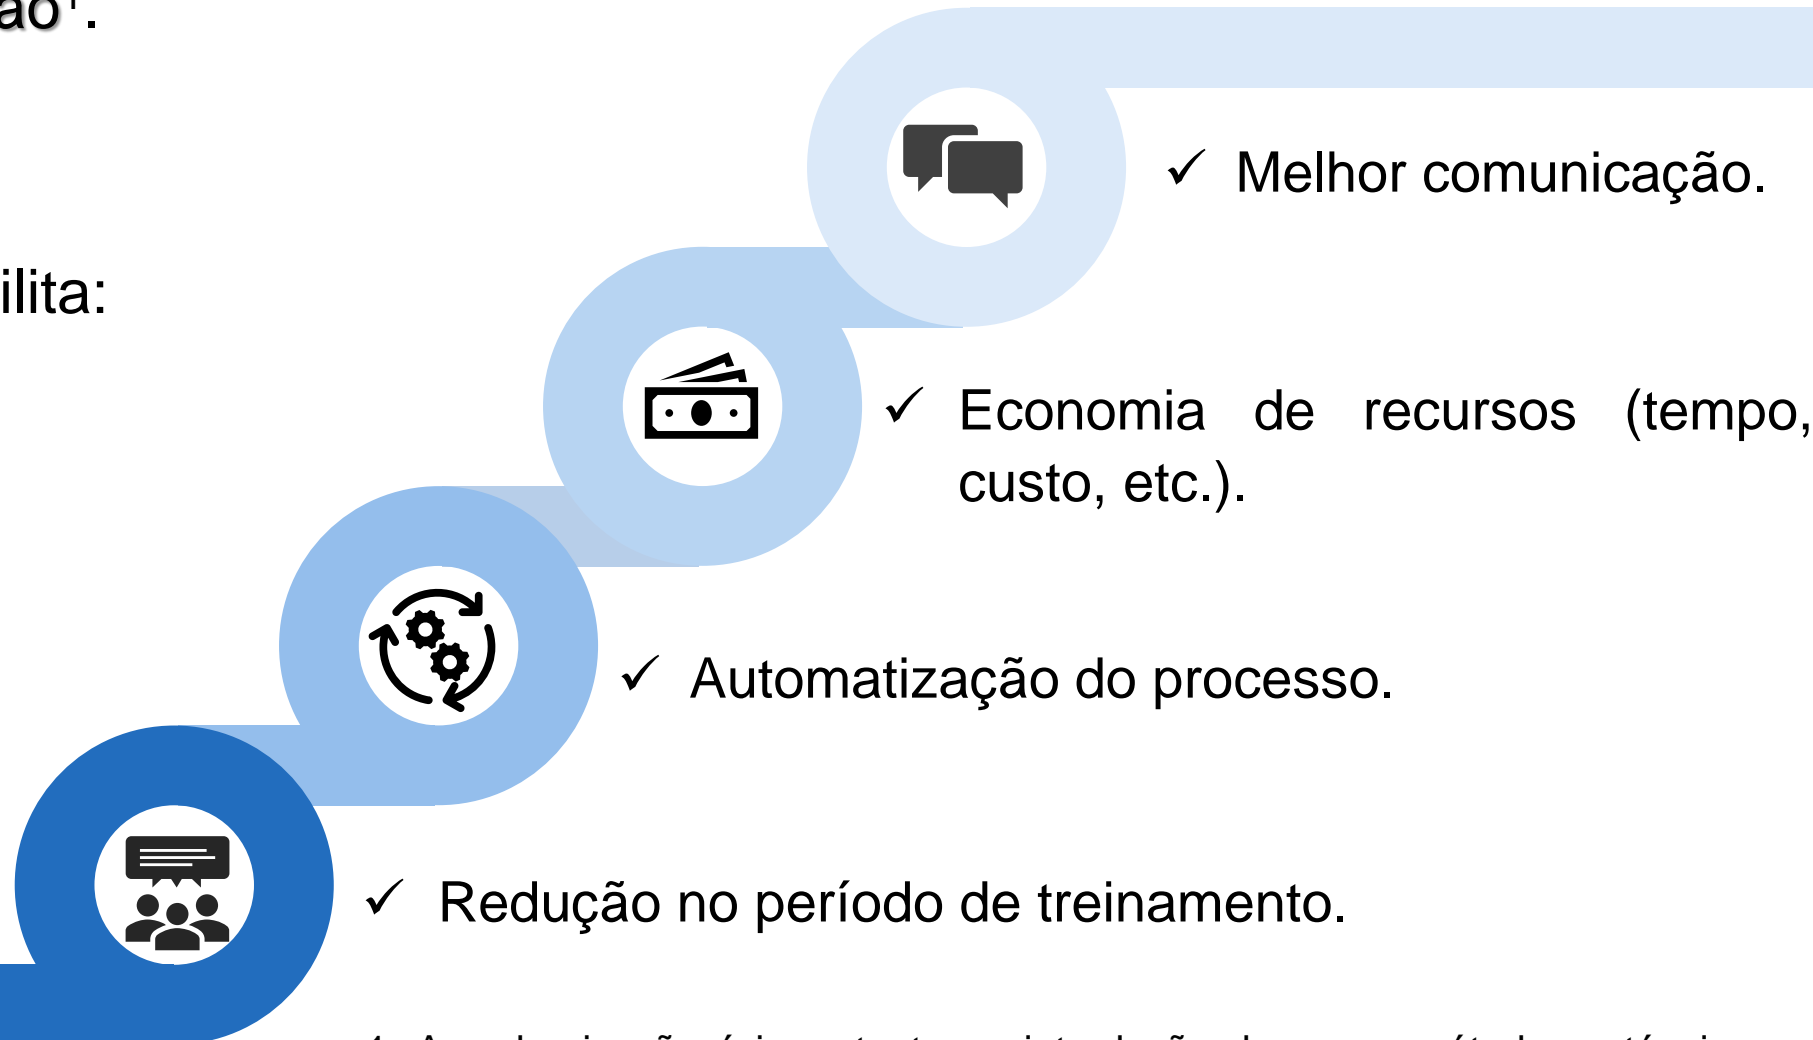 ✓ Melhor comunicação.
ilita:
✓ Economia de recursos (tempo,
custo, etc.).
✓ Automatização do processo.
✓ Redução no período de treinamento.